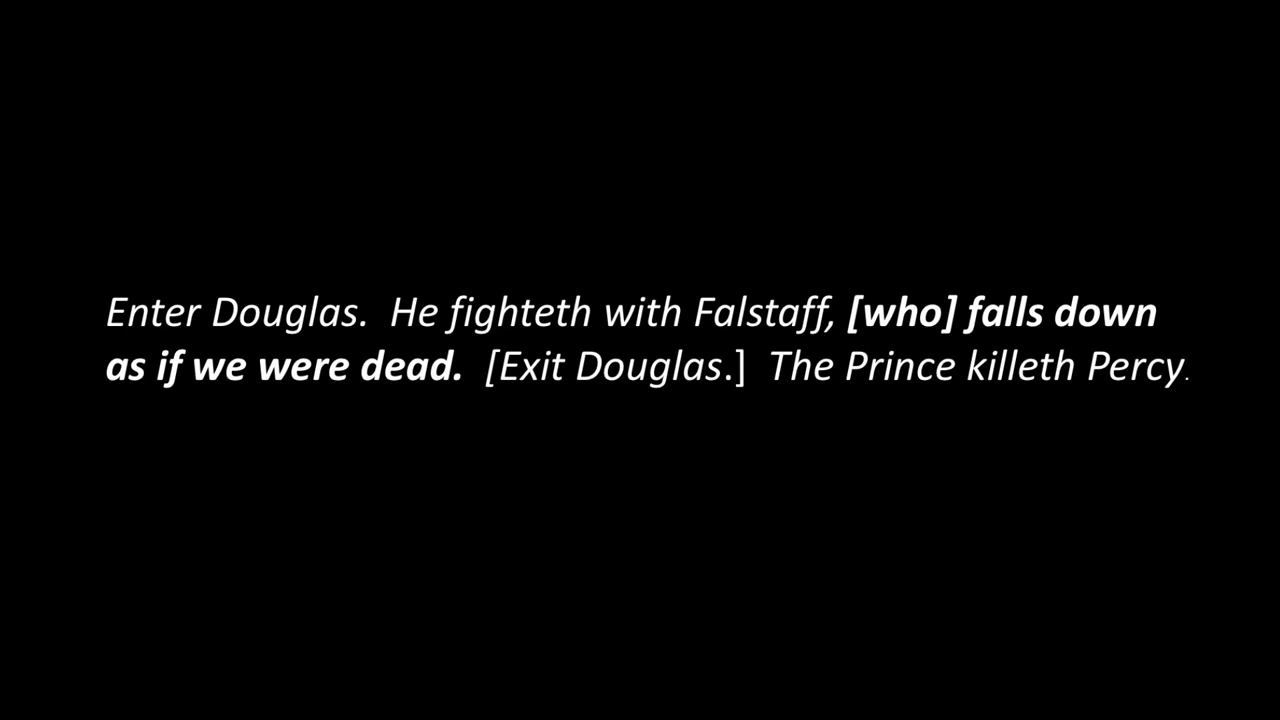 Enter Douglas.  He fighteth with Falstaff, [who] falls down
as if we were dead.  [Exit Douglas.]  The Prince killeth Percy.